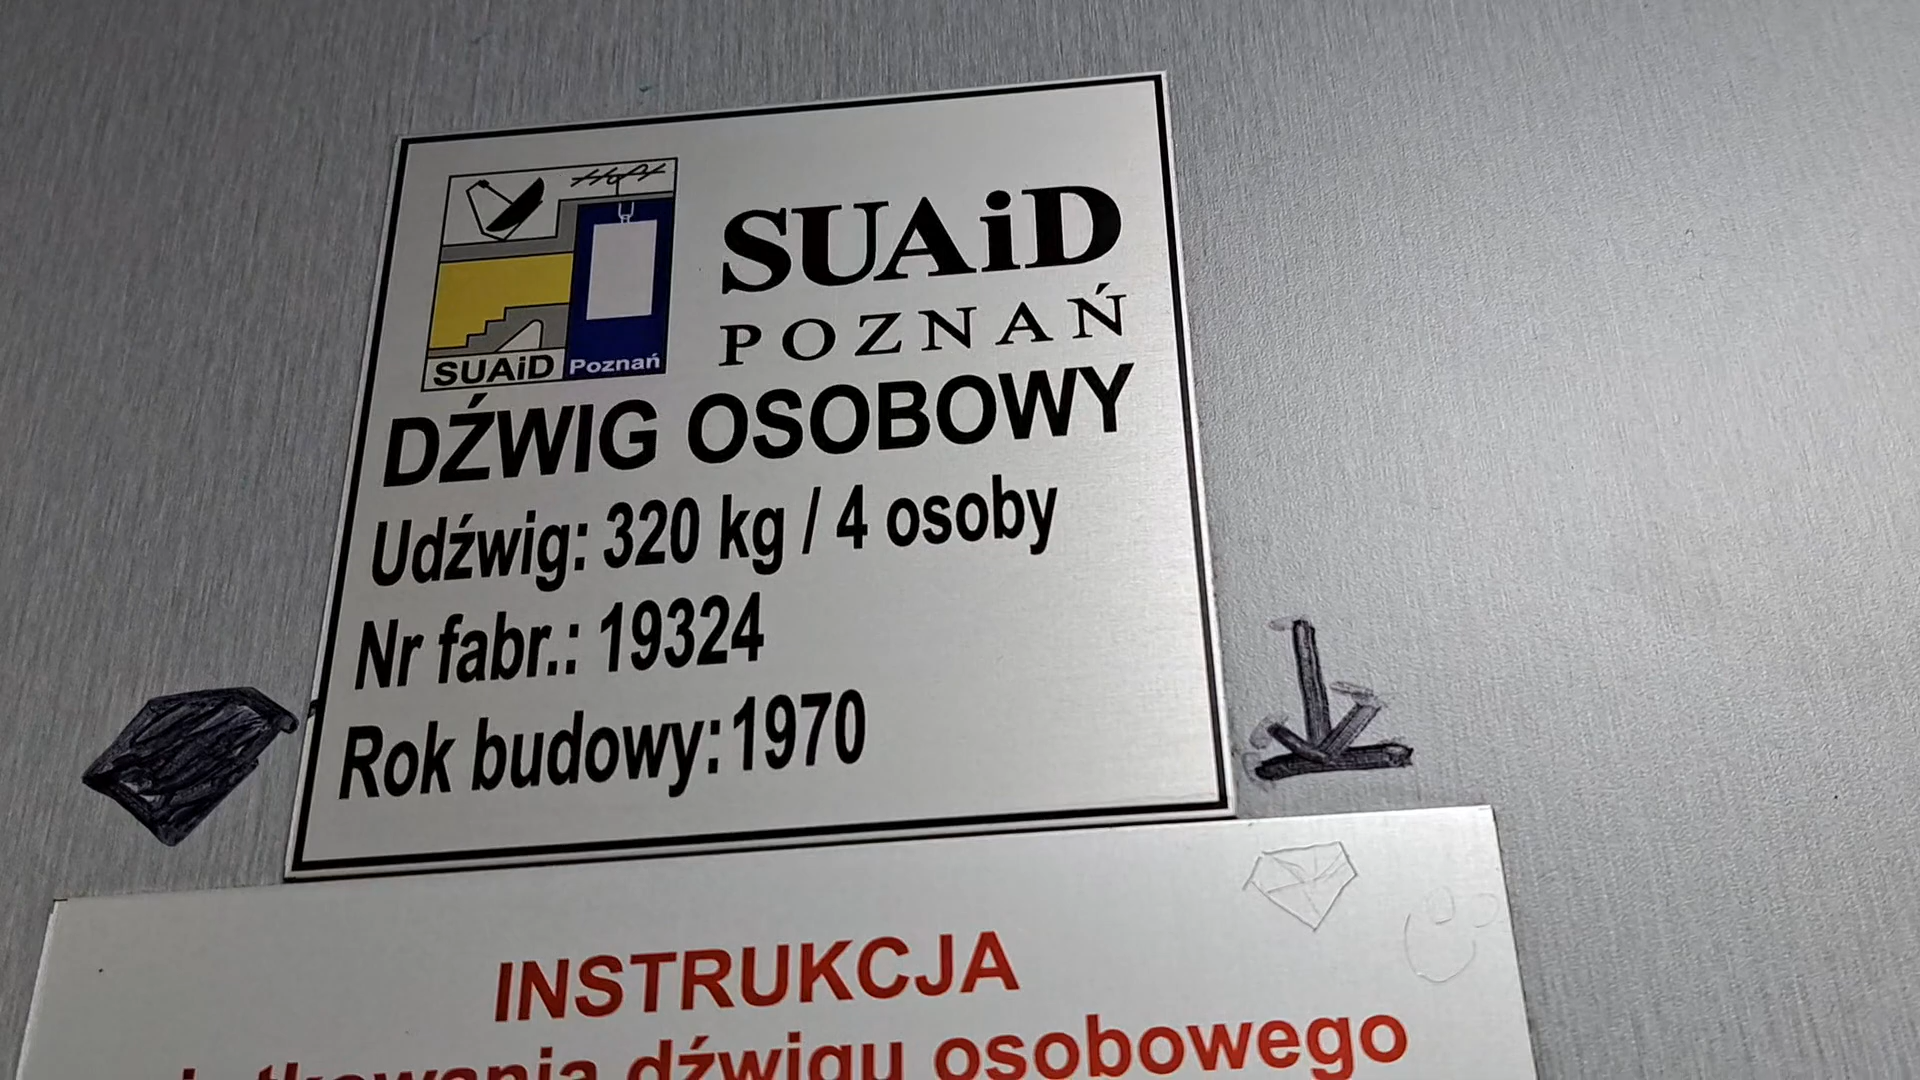 SUAiD
POZNAŃ
SUAiD Poznań
DŹWIG OSOBOWY
Udźwig: 320 kg / 4 osoby
Nr fabr.: 19324
Rok budowy: 1970
INSTRUKCJA
dźwigu osobowego